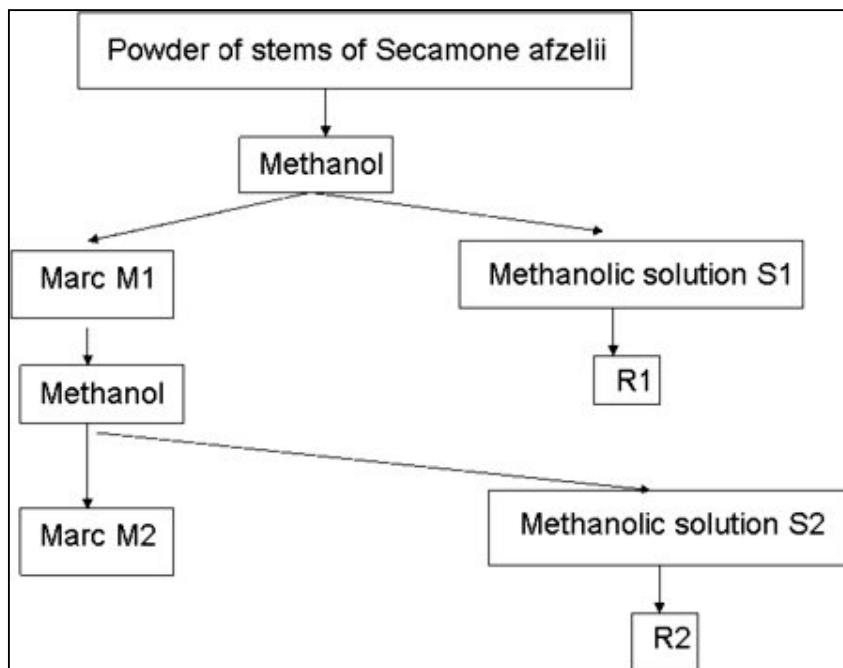 Powder of stems of Secamone afzelii
Methanol
Marc M1
Methanolic solution S1
R1
Methanol
Marc M2
Methanolic solution S2
R2